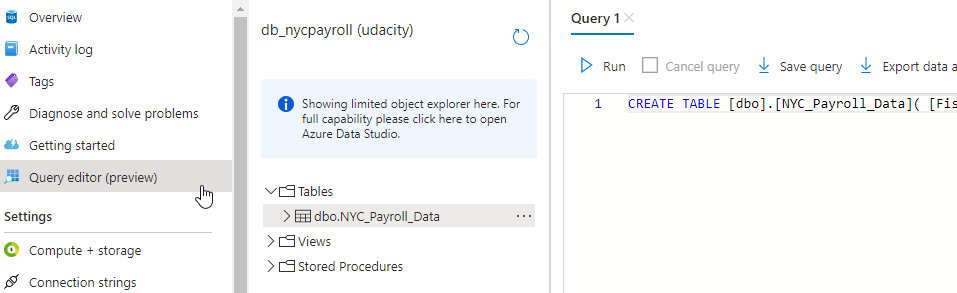 Overview
Activity log
Tags
Diagnose and solve problems
Getting started
Query editor (preview)
Settings
Compute + storage
Connection strings
db_nycpayroll (udacity)
Showing limited object explorer here. For
full capability please click here to open
Azure Data Studio.
Tables
dbo.NYC_Payroll_Data
Views
Stored Procedures
Query 1
Run Cancel query Save query Export data a
1 CREATE TABLE [dbo].[NYC_Payroll_Data]( [Fis